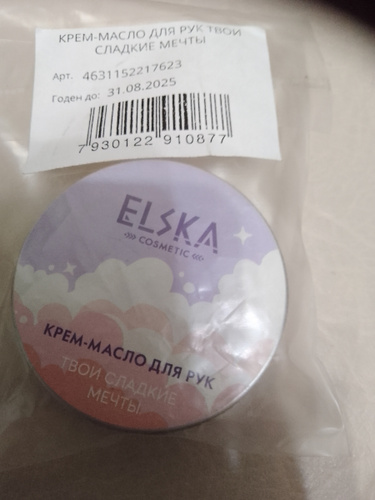 КРЕМ-МАСЛО ДЛЯ РУК ТВОИ
СЛАДКИЕ МЕЧТЫ
Арт. 4631152217623
Годен до: 31.08.2025
7 930122 910877
ELSKA
COSMETIC
КРЕМ-МАСЛО ДЛЯ РУК
ТВОИ СЛАДКИЕ
МЕЧТЫ